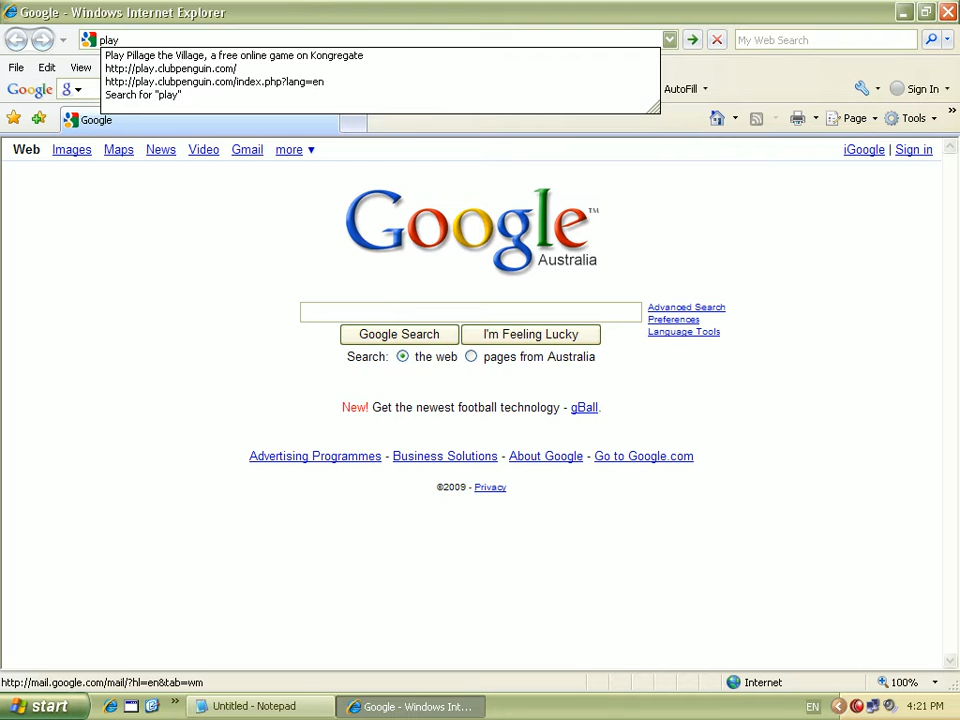 Google - Windows Internet Explorer
play
My Web Search
Play Pillage the Village, a free online game on Kongregate
http://play.clubpenguin.com/
http://play.clubpenguin.com/index.php?lang=en
Search for "play"
File Edit View
Google g AutoFill Sign In
Google Page Tools
Web Images Maps News Video Gmail more ▼ iGoogle | Sign in
Google™
Australia
Advanced Search
Preferences
Language Tools
Google Search I'm Feeling Lucky
Search: the web pages from Australia
New! Get the newest football technology - gBall.
Advertising Programmes - Business Solutions - About Google - Go to Google.com
©2009 - Privacy
http://mail.google.com/mail/?hl=en&tab=wm Internet 100%
start Untitled - Notepad Google - Windows Int... EN 4:21 PM